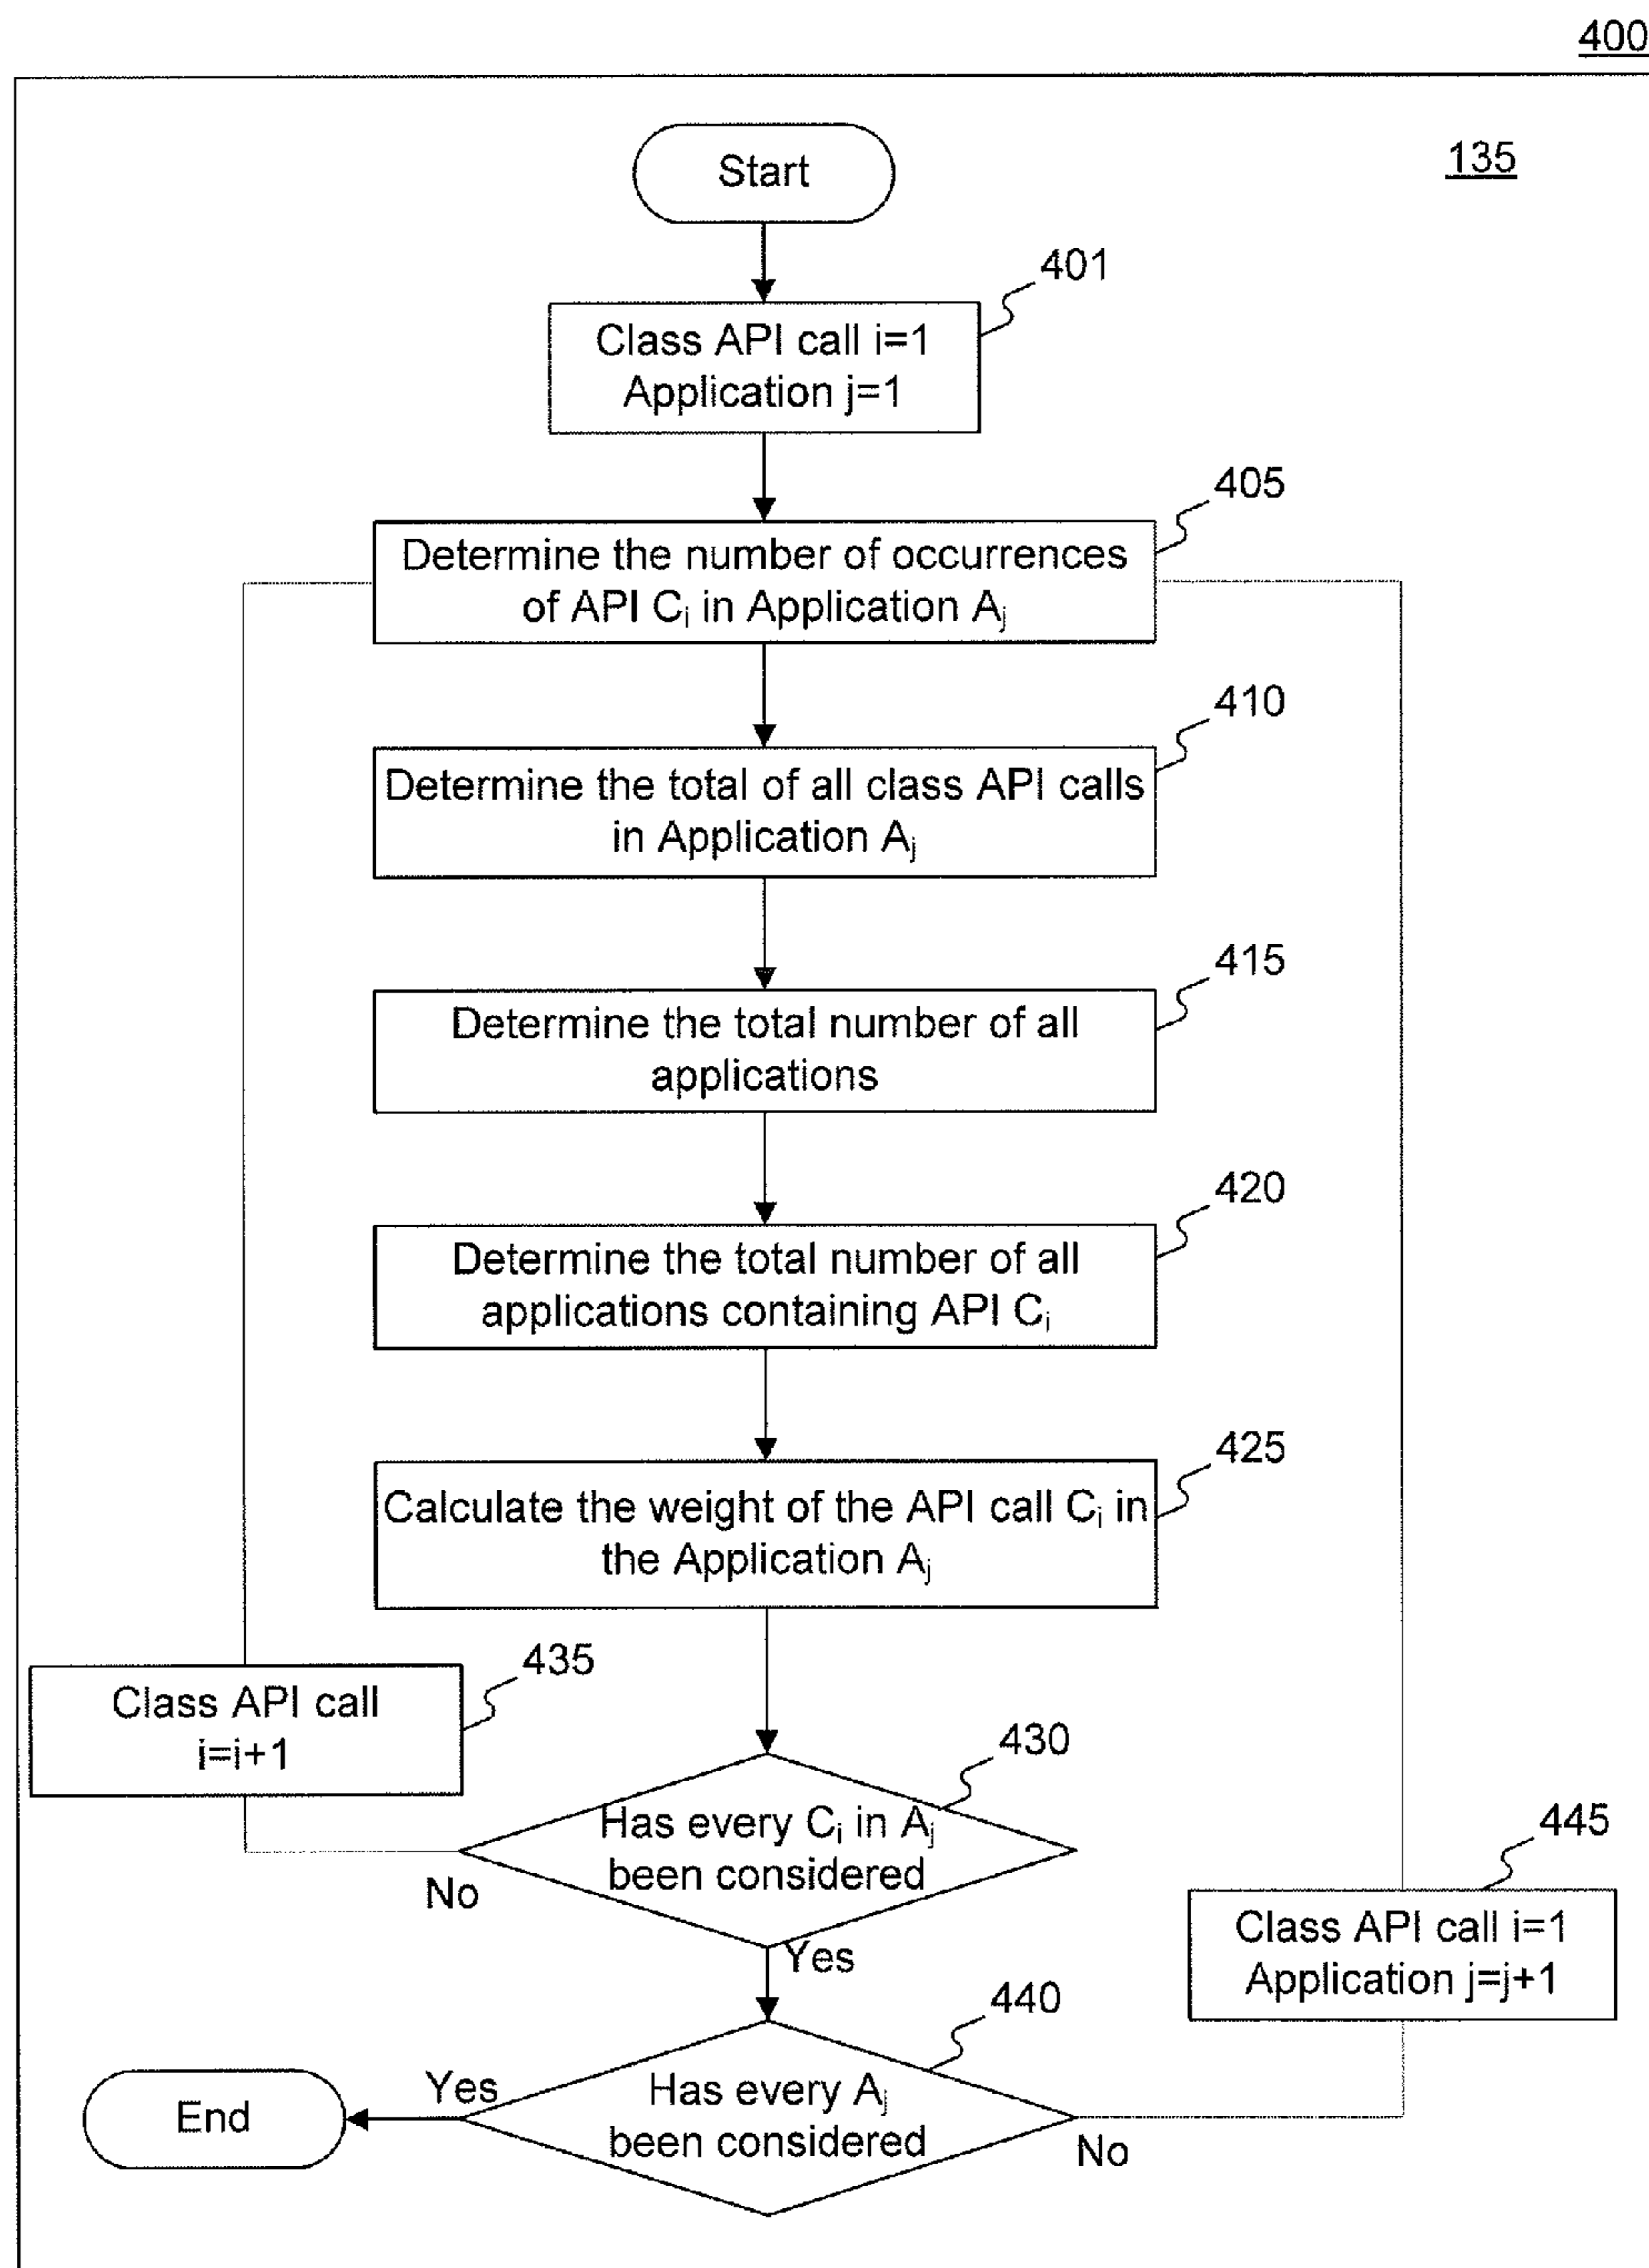 400
135
Start
401
Class API call i=1
Application j=1
405
Determine the number of occurrences
of API Ci in Application Aj
410
Determine the total of all class API calls
in Application Aj
415
Determine the total number of all
applications
420
Determine the total number of all
applications containing API Ci
425
Calculate the weight of the API call Ci in
the Application Aj
435
Class API call
i=i+1
430
Has every Ci in Aj
been considered
No
Yes
445
Class API call i=1
Application j=j+1
440
Has every Aj
been considered
Yes
No
End